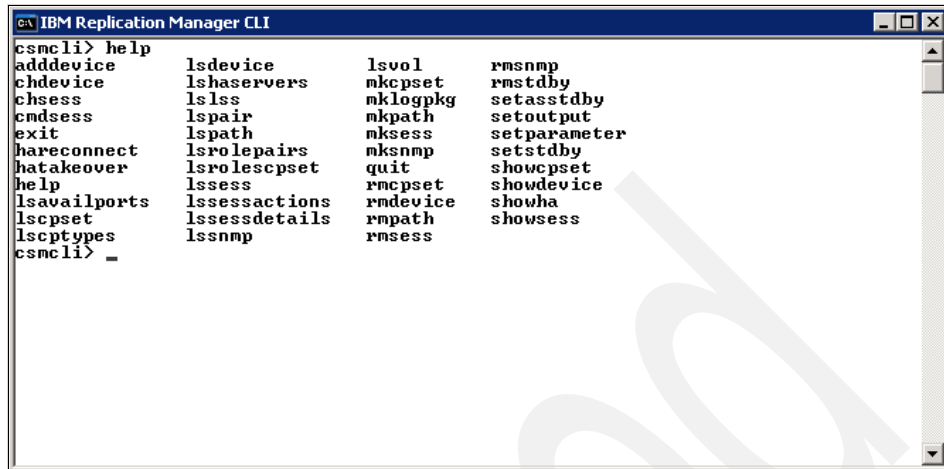 IBM Replication Manager CLI
csmcli> help
adddevice lsdevice lsvol rmsnmp
chdevice lshaservers mkcpset rmstdby
chsess lslss mklogpkg setasstdby
cmdsess lspair mkpath setoutput
exit lspath mksess setparameter
hareconnect lsrolepairs mksnmp setstdby
hatakeover lsrolescpset quit showcpset
help lssess rmcpset showdevice
lsavailports lssessactions rmdevice showha
lscpset lssessdetails rmpath showsess
lscptypes lssnmp rmsess
csmcli> _